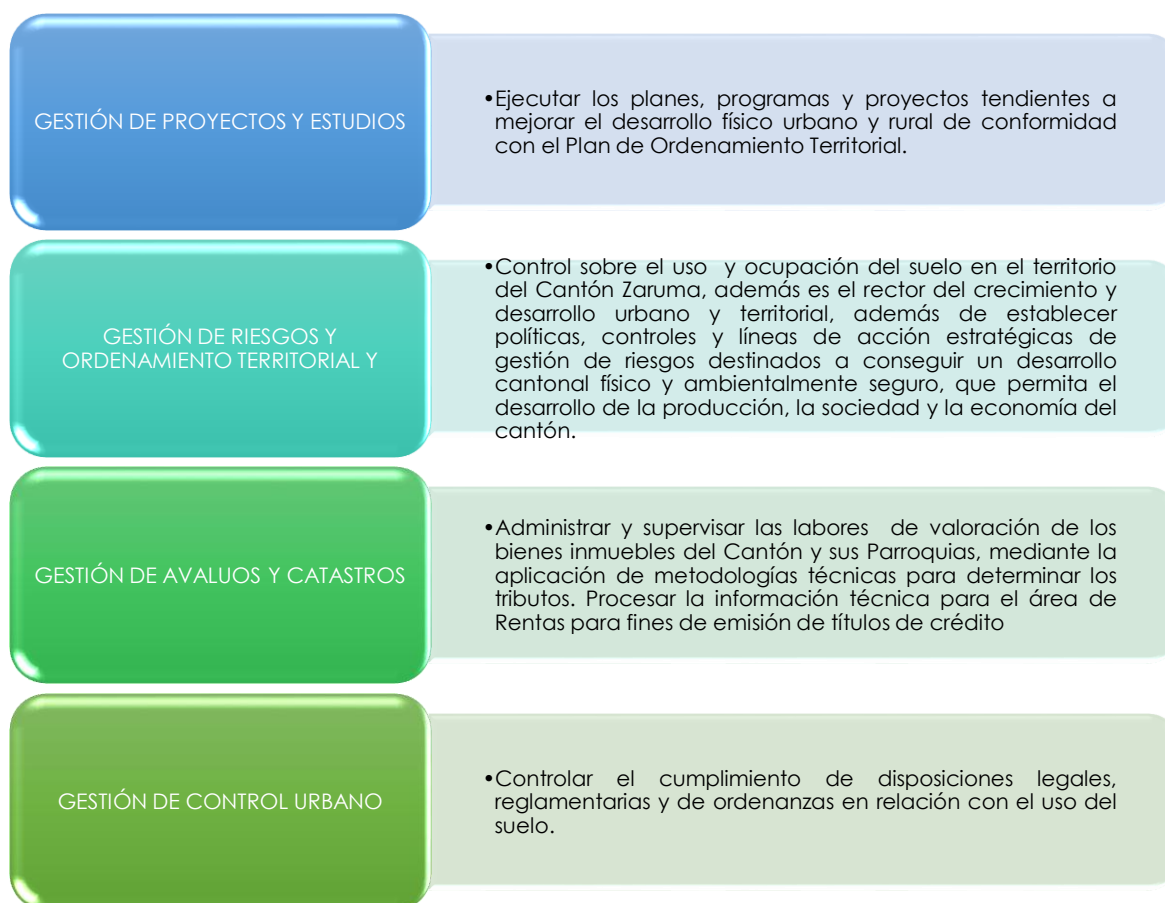 GESTIÓN DE PROYECTOS Y ESTUDIOS
•Ejecutar los planes, programas y proyectos tendientes a
mejorar el desarrollo físico urbano y rural de conformidad
con el Plan de Ordenamiento Territorial.
GESTIÓN DE RIESGOS Y
ORDENAMIENTO TERRITORIAL Y
•Control sobre el uso y ocupación del suelo en el territorio
del Cantón Zaruma, además es el rector del crecimiento y
desarrollo urbano y territorial, además de establecer
políticas, controles y líneas de acción estratégicas de
gestión de riesgos destinados a conseguir un desarrollo
cantonal físico y ambientalmente seguro, que permita el
desarrollo de la producción, la sociedad y la economía del
cantón.
GESTIÓN DE AVALUOS Y CATASTROS
•Administrar y supervisar las labores de valoración de los
bienes inmuebles del Cantón y sus Parroquias, mediante la
aplicación de metodologías técnicas para determinar los
tributos. Procesar la información técnica para el área de
Rentas para fines de emisión de títulos de crédito
GESTIÓN DE CONTROL URBANO
•Controlar el cumplimiento de disposiciones legales,
reglamentarias y de ordenanzas en relación con el uso del
suelo.